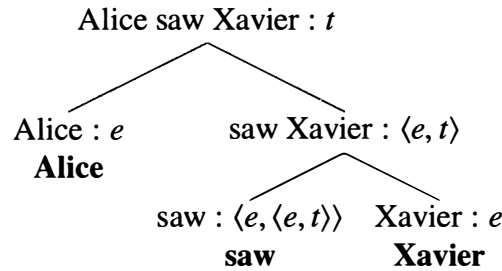 Alice saw Xavier : t
Alice : e
Alice
saw Xavier : ⟨e, t⟩
saw : ⟨e, ⟨e, t⟩⟩
saw
Xavier : e
Xavier